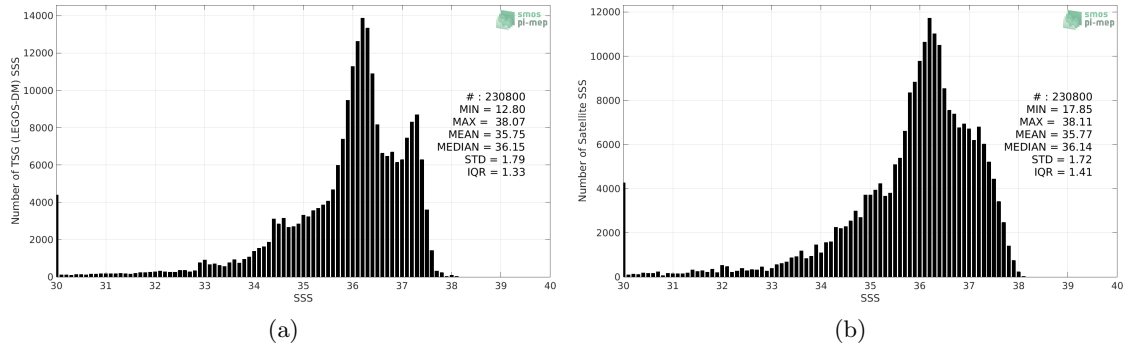 14000
12000
10000
8000
6000
4000
2000
0
Number of TSG (LEGOS-DM) SSS
30 31 32 33 34 35 36 37 38 39 40
SSS
smos
pi-mep
# : 230800
MIN = 12.80
MAX = 38.07
MEAN = 35.75
MEDIAN = 36.15
STD = 1.79
IQR = 1.33
(a)
12000
10000
8000
6000
4000
2000
0
Number of Satellite SSS
30 31 32 33 34 35 36 37 38 39 40
SSS
smos
pi-mep
# : 230800
MIN = 17.85
MAX = 38.11
MEAN = 35.77
MEDIAN = 36.14
STD = 1.72
IQR = 1.41
(b)